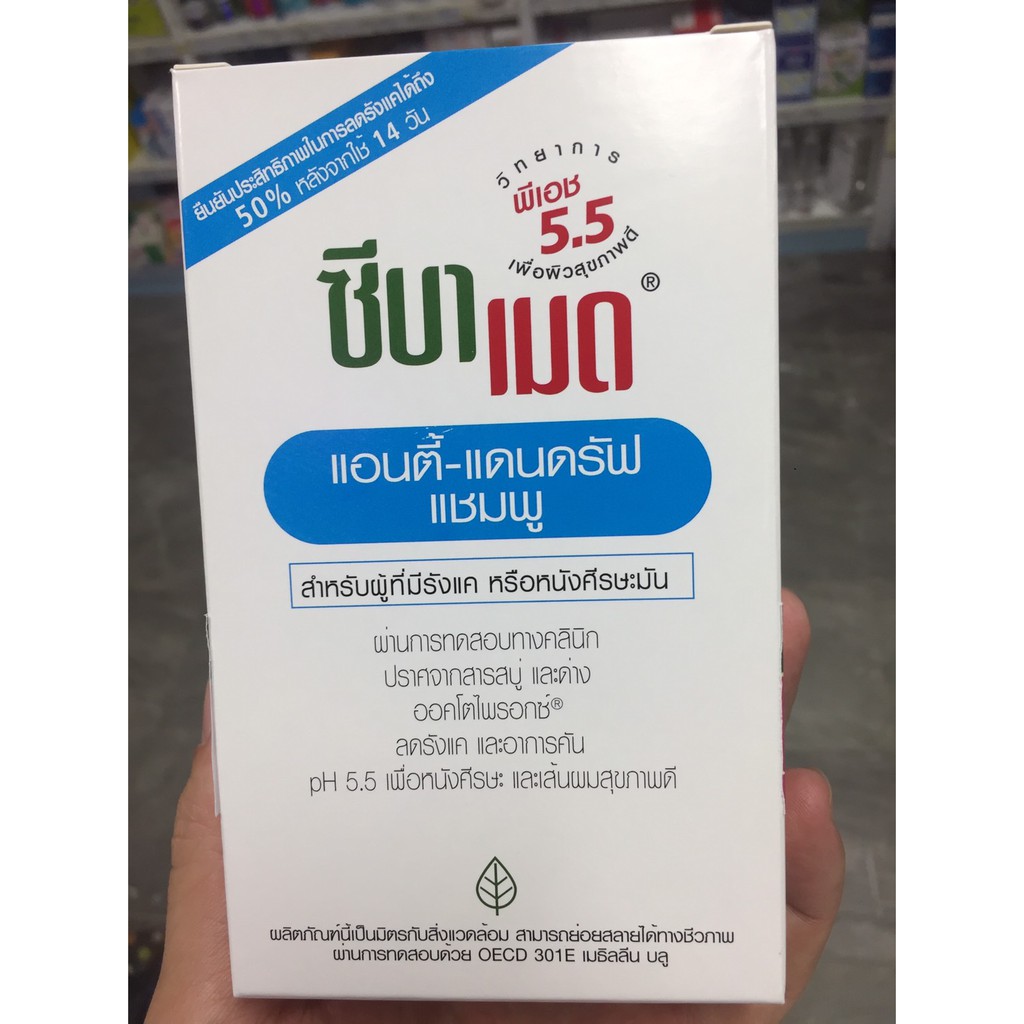 ยืนยันประสิทธิภาพในการลดรังแคได้ถึง
50% หลังจากใช้ 14 วัน
วิทยาการ
พีเอช
5.5
เพื่อผิวสุขภาพดี
ซีบาเมด®
แอนตี้-แดนดรัฟ
แชมพู
สำหรับผู้ที่มีรังแค หรือหนังศีรษะมัน
ผ่านการทดสอบทางคลินิก
ปราศจากสารสบู่ และด่าง
ออคโตไพรอกซ์®
ลดรังแค และอาการคัน
pH 5.5 เพื่อหนังศีรษะ และเส้นผมสุขภาพดี
ผลิตภัณฑ์นี้เป็นมิตรกับสิ่งแวดล้อม สามารถย่อยสลายได้ทางชีวภาพ
ผ่านการทดสอบด้วย OECD 301E เมธิลลีน บลู